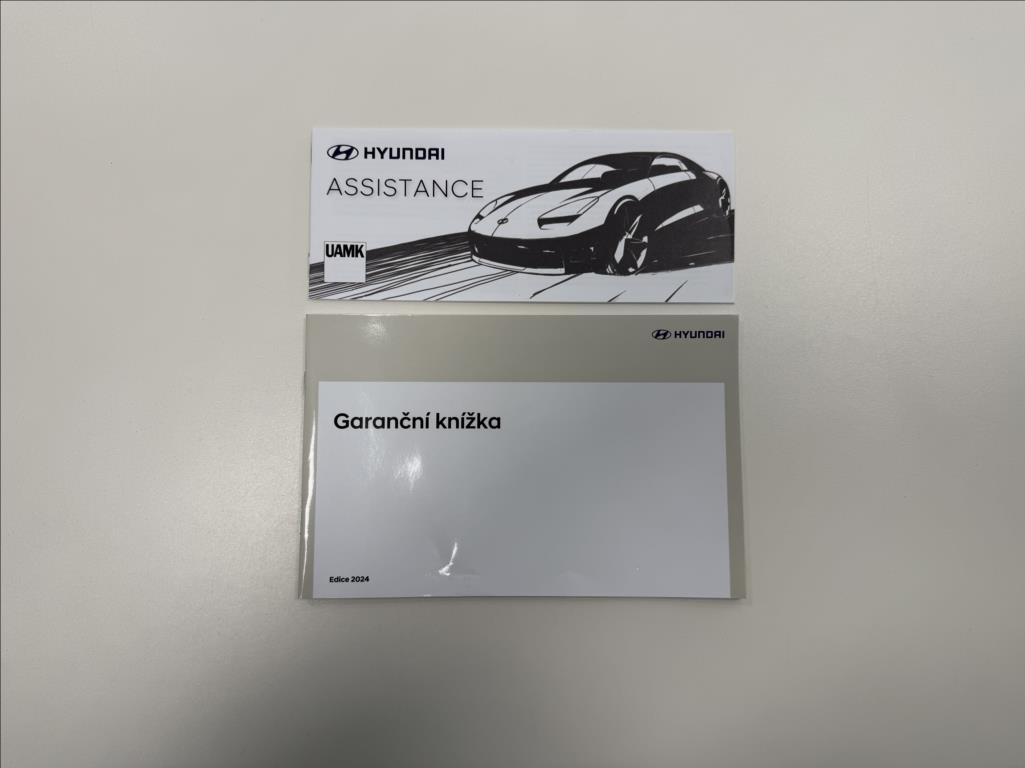 HYUNDAI
ASSISTANCE
UAMK
HYUNDAI
Garanční knížka
Edice 2024